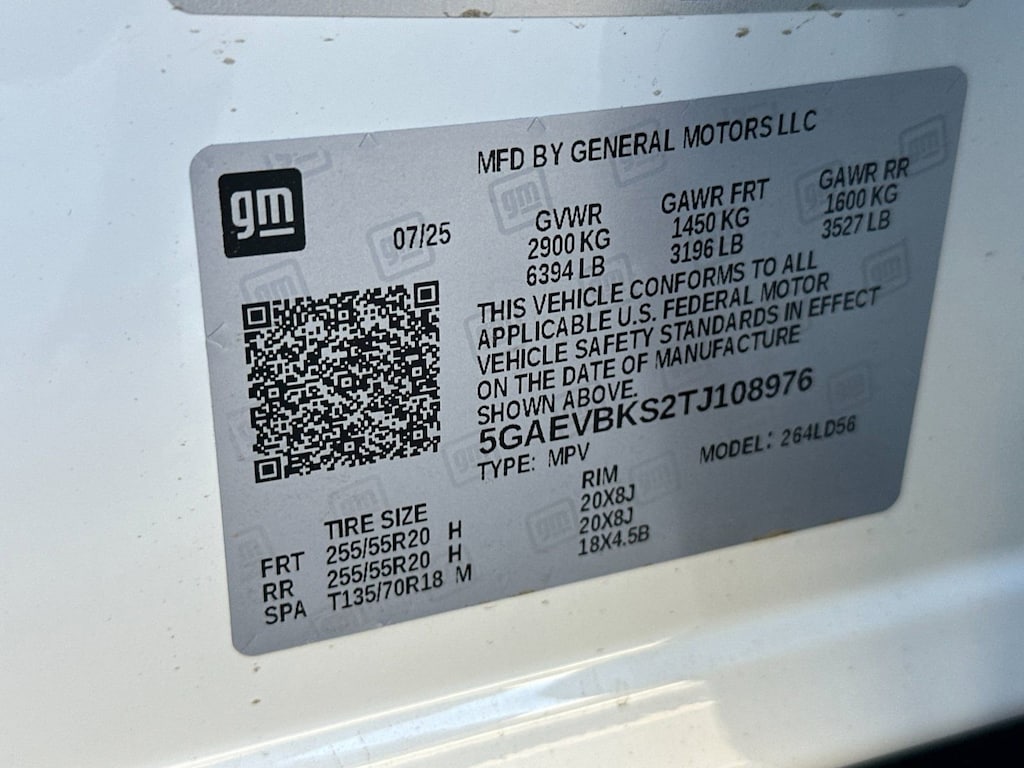 gm
MFD BY GENERAL MOTORS LLC
07/25
GVWR GAWR FRT GAWR RR
2900 KG 1450 KG 1600 KG
6394 LB 3196 LB 3527 LB
THIS VEHICLE CONFORMS TO ALL
APPLICABLE U.S. FEDERAL MOTOR
VEHICLE SAFETY STANDARDS IN EFFECT
ON THE DATE OF MANUFACTURE
SHOWN ABOVE.
5GAEVBKS2TJ108976
TYPE: MPV MODEL: 264LD56
TIRE SIZE RIM
FRT 255/55R20 H 20X8J
RR 255/55R20 H 20X8J
SPA T135/70R18 M 18X4.5B